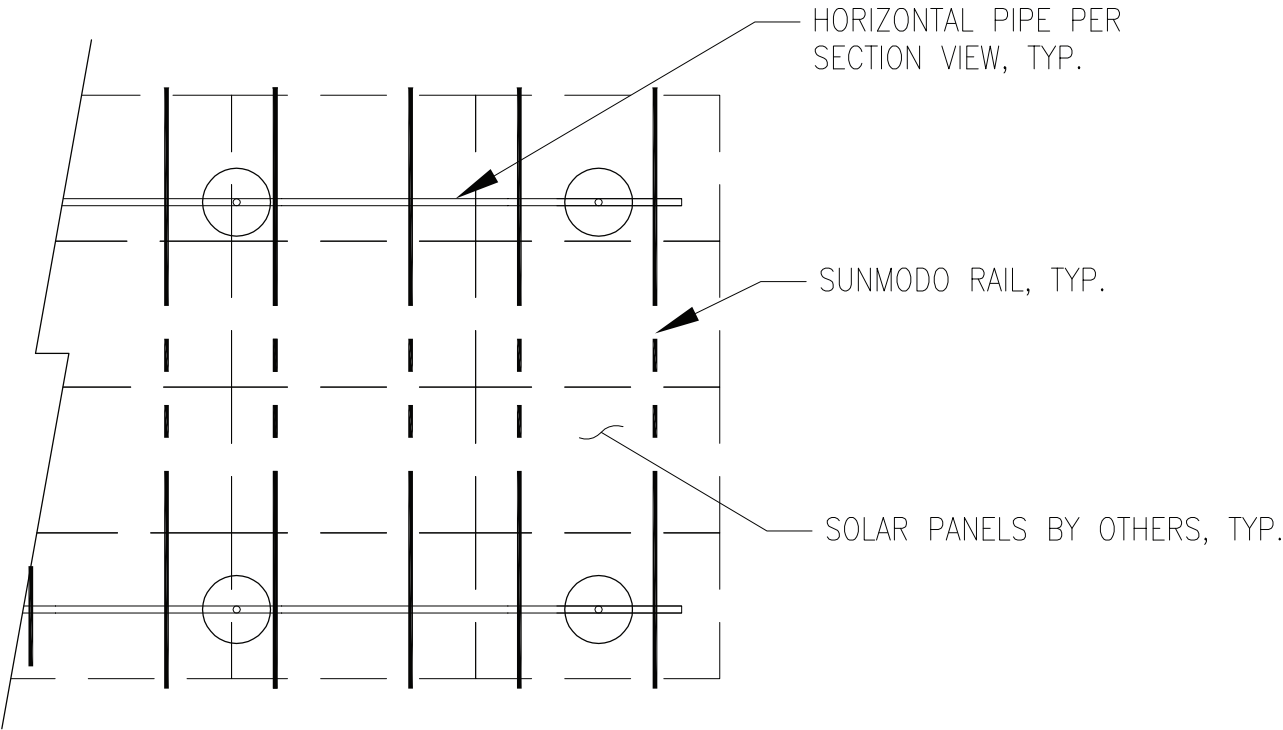 HORIZONTAL PIPE PER
SECTION VIEW, TYP.
SUNMODO RAIL, TYP.
SOLAR PANELS BY OTHERS, TYP.